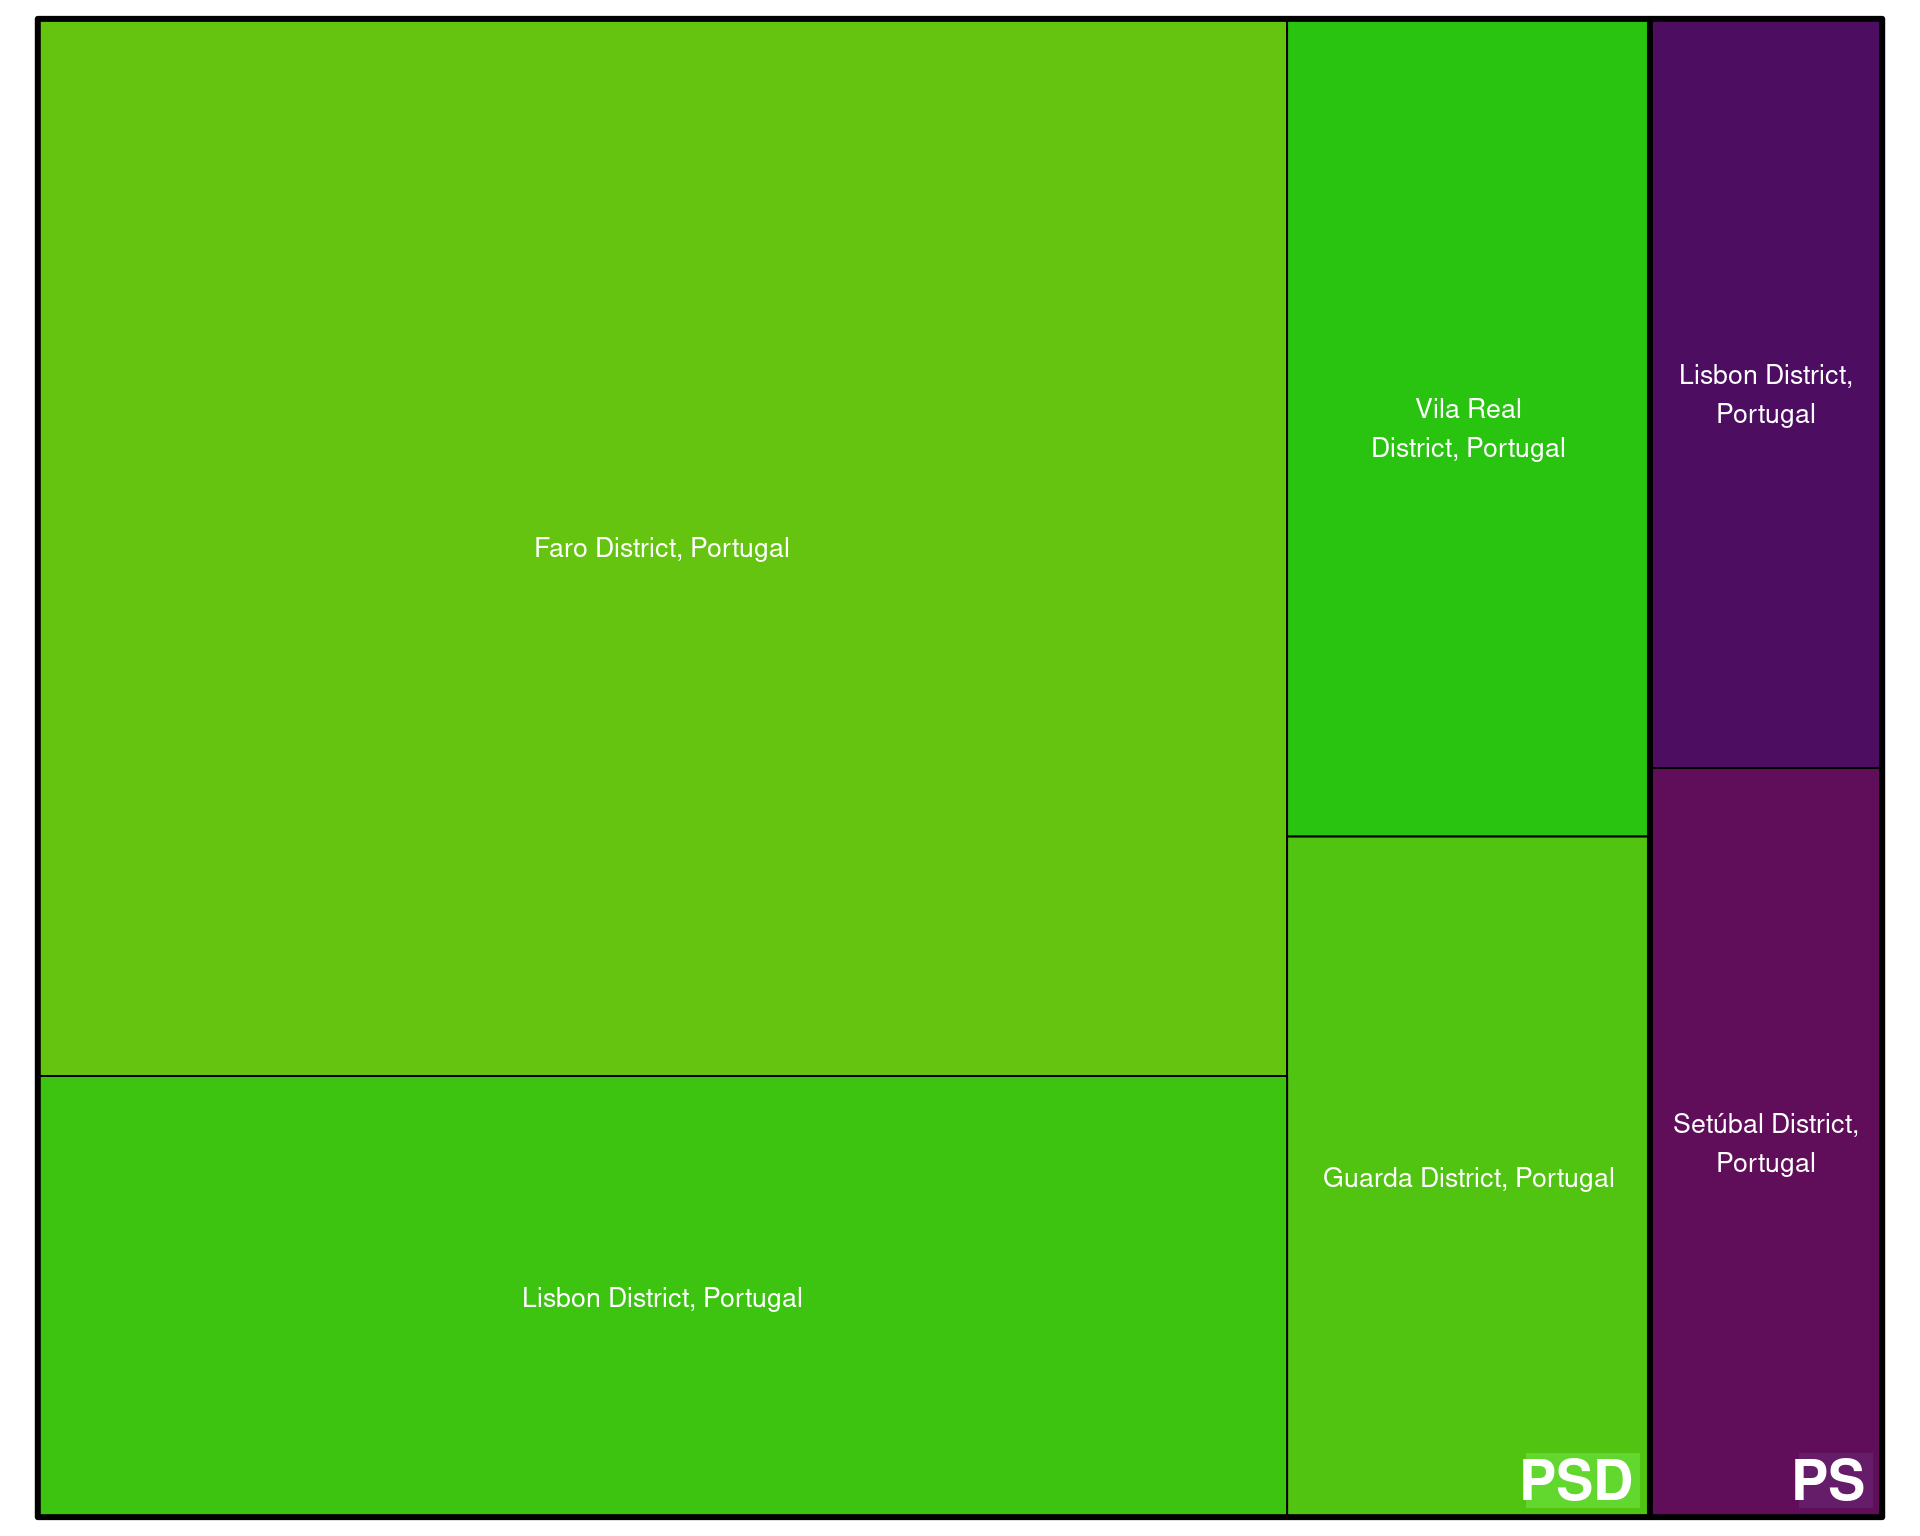 Faro District, Portugal
Lisbon District, Portugal
Vila Real
District, Portugal
Guarda District, Portugal
PSD
Lisbon District,
Portugal
Setúbal District,
Portugal
PS